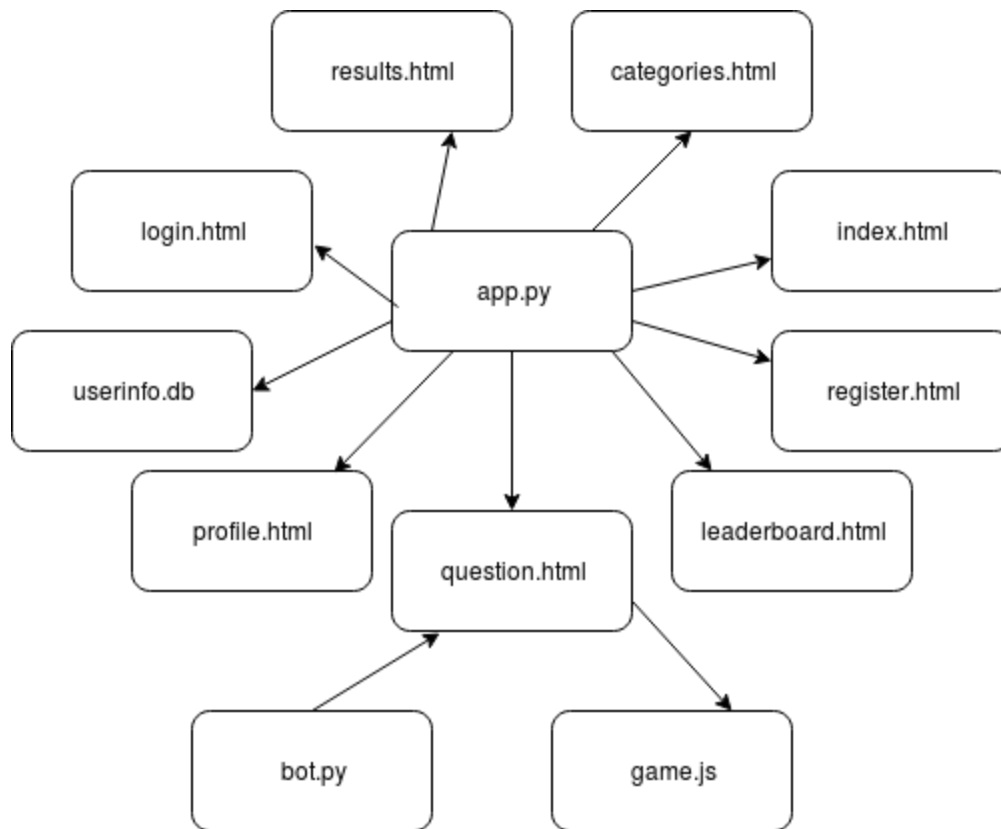 results.html
categories.html
login.html
index.html
app.py
userinfo.db
register.html
profile.html
leaderboard.html
question.html
bot.py
game.js